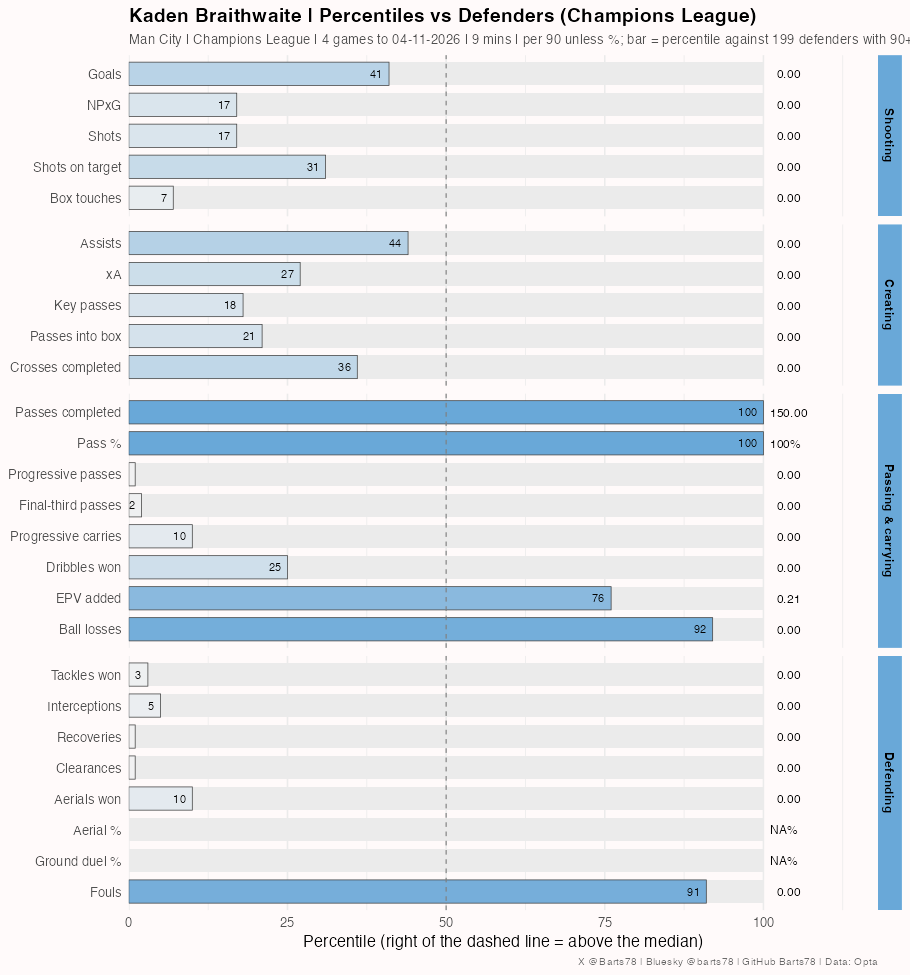 Kaden Braithwaite | Percentiles vs Defenders (Champions League)
Man City | Champions League | 4 games to 04-11-2026 | 9 mins | per 90 unless %; bar = percentile against 199 defenders with 90+
Goals 41 0.00
NPxG 17 0.00
Shots 17 0.00
Shots on target 31 0.00
Box touches 7 0.00
Shooting
Assists 44 0.00
xA 27 0.00
Key passes 18 0.00
Passes into box 21 0.00
Crosses completed 36 0.00
Creating
Passes completed 100 150.00
Pass % 100 100%
Progressive passes 0.00
Final-third passes 2 0.00
Progressive carries 10 0.00
Dribbles won 25 0.00
EPV added 76 0.21
Ball losses 92 0.00
Passing & carrying
Tackles won 3 0.00
Interceptions 5 0.00
Recoveries 0.00
Clearances 0.00
Aerials won 10 0.00
Aerial % NA%
Ground duel % NA%
Fouls 91 0.00
Defending
0 25 50 75 100
Percentile (right of the dashed line = above the median)
X @Barts78 | Bluesky @barts78 | GitHub Barts78 | Data: Opta